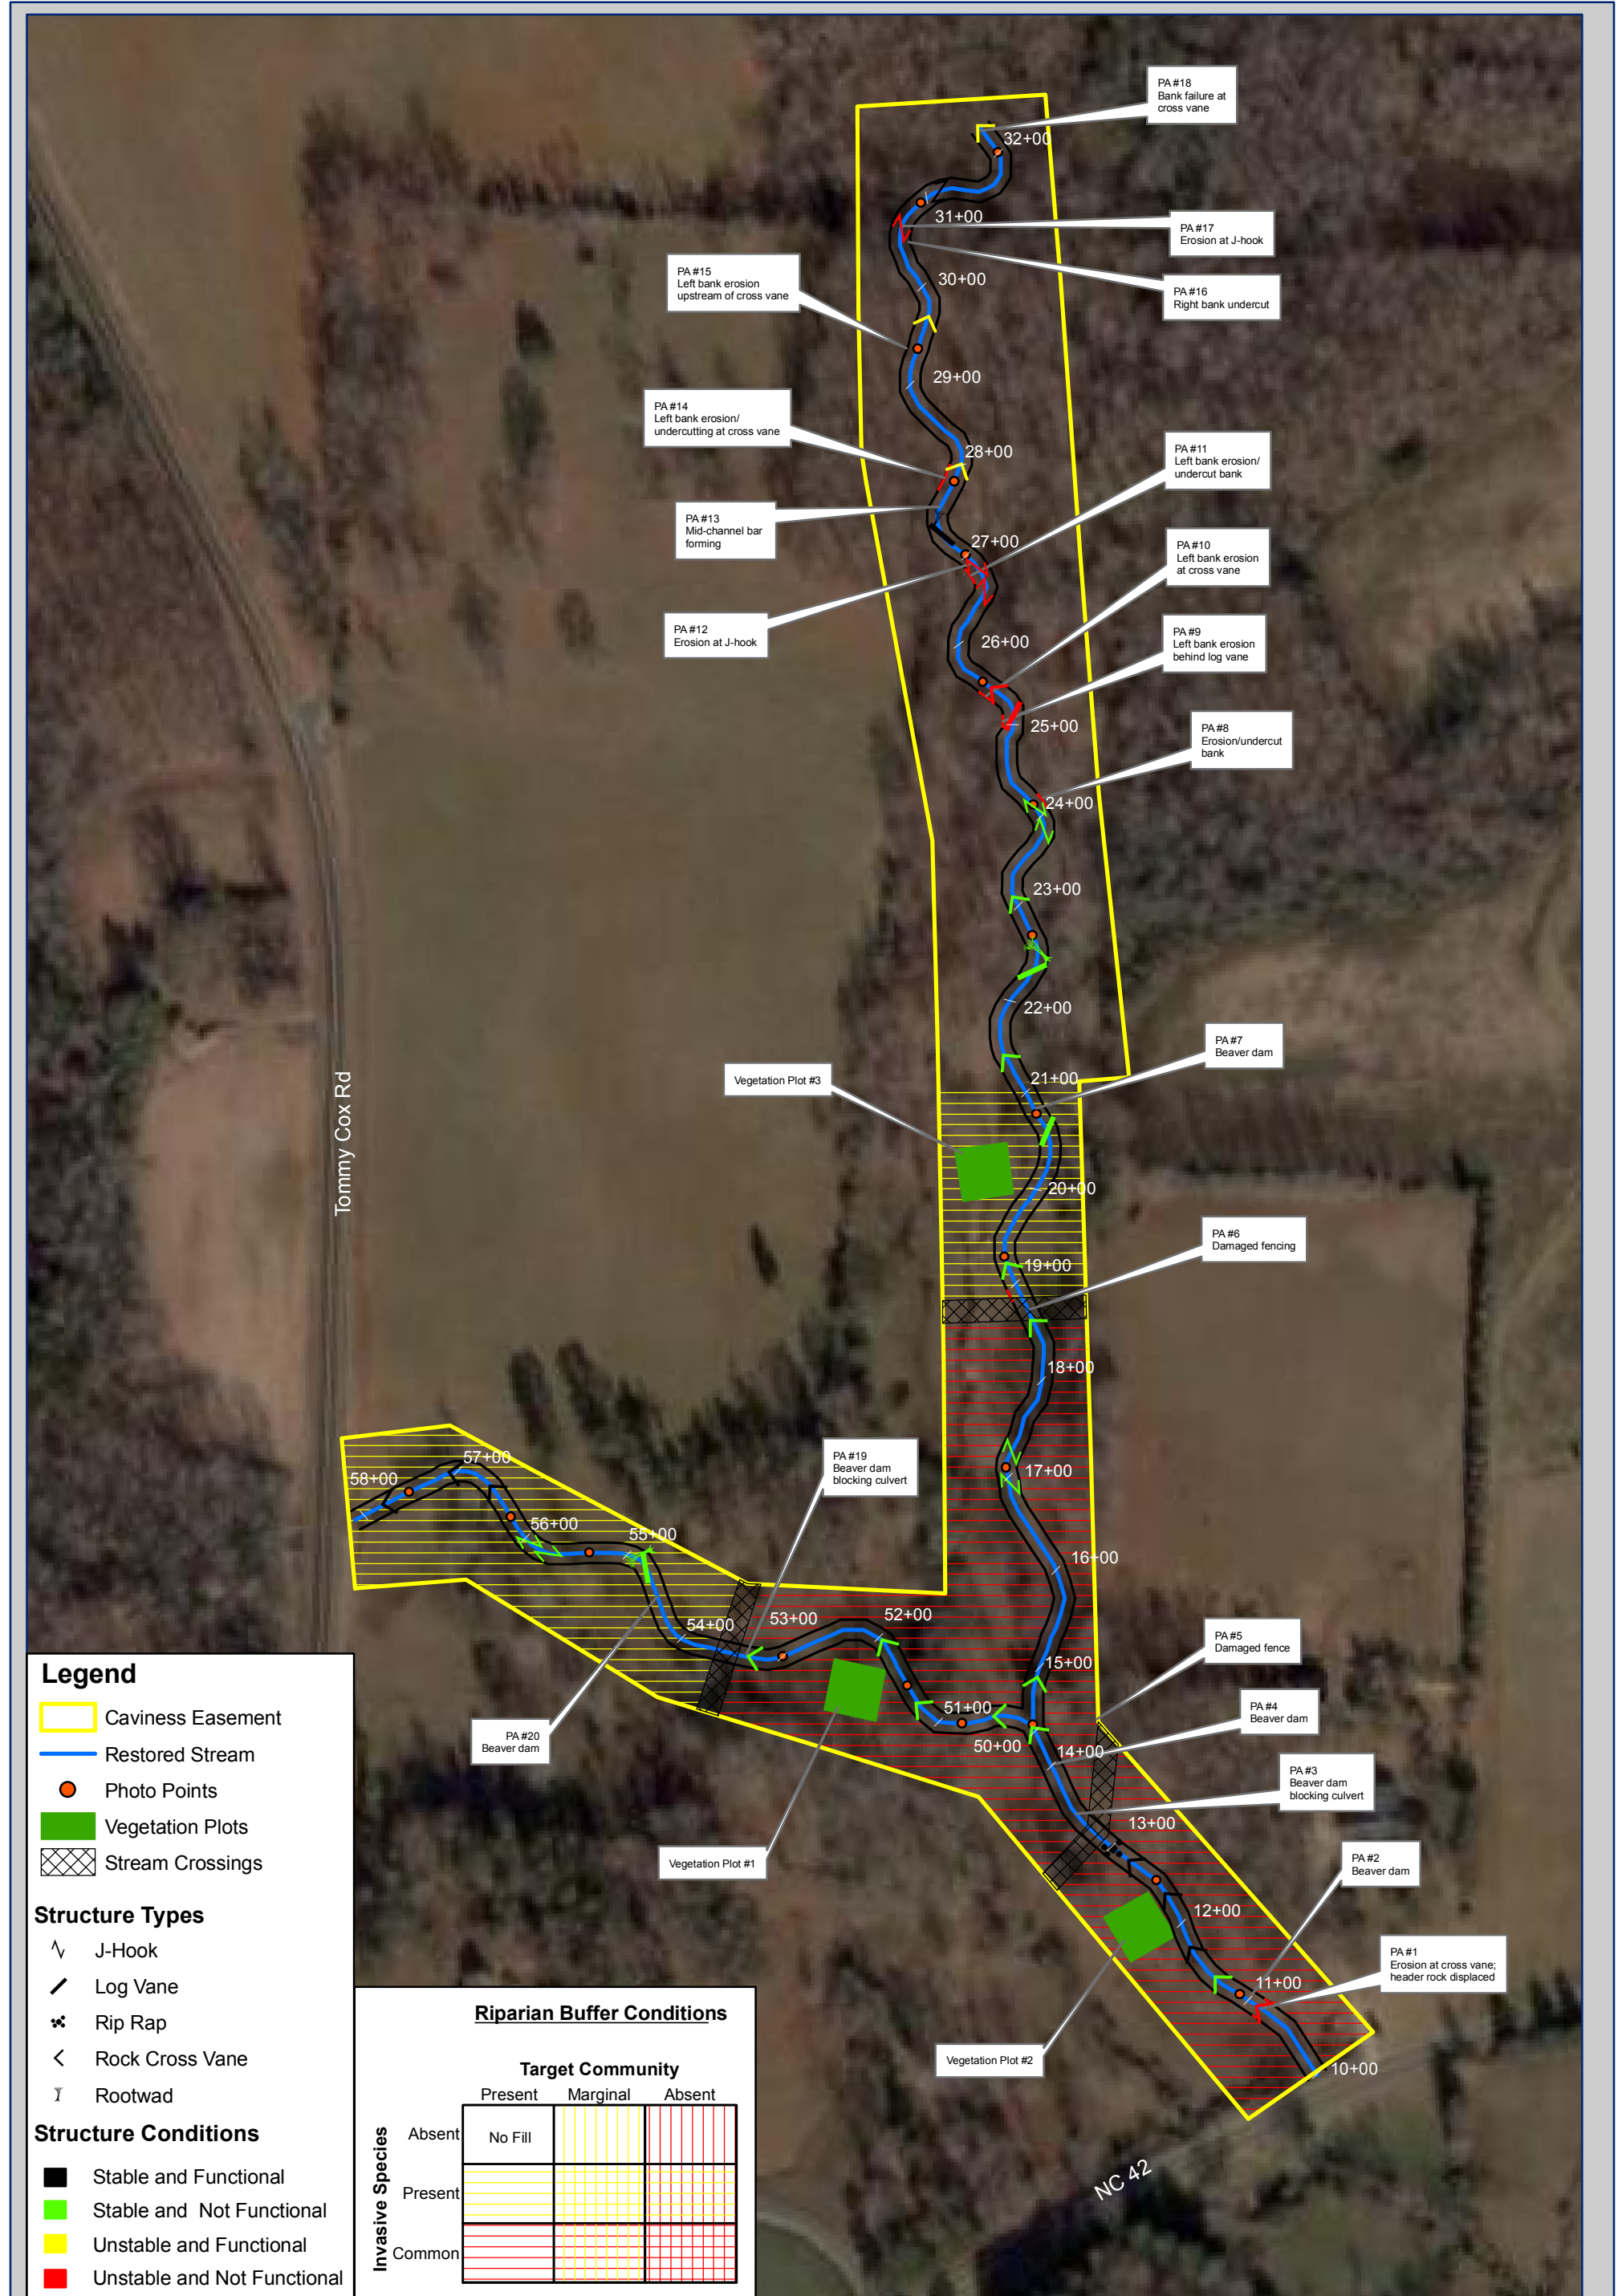 PA #18
Bank failure at
cross vane
32+00
31+00
PA #17
Erosion at J-hook
PA #15
Left bank erosion
upstream of cross vane
30+00
PA #16
Right bank undercut
29+00
PA #14
Left bank erosion/
undercutting at cross vane
28+00
PA #11
Left bank erosion/
undercut bank
PA #13
Mid-channel bar
forming
27+00
PA #10
Left bank erosion
at cross vane
PA #12
Erosion at J-hook
26+00
PA #9
Left bank erosion
behind log vane
25+00
PA #8
Erosion/undercut
bank
24+00
23+00
22+00
PA #7
Beaver dam
Vegetation Plot #3
21+00
Tommy Cox Rd
20+00
PA #6
Damaged fencing
19+00
18+00
57+00
58+00
PA #19
Beaver dam
blocking culvert
17+00
56+00
55+00
16+00
54+00
53+00
52+00
PA #5
Damaged fence
15+00
51+00
50+00
PA #4
Beaver dam
14+00
PA #20
Beaver dam
PA #3
Beaver dam
blocking culvert
13+00
Vegetation Plot #1
PA #2
Beaver dam
12+00
PA #1
Erosion at cross vane;
header rock displaced
11+00
Vegetation Plot #2
10+00
NC 42
Legend
Caviness Easement
Restored Stream
Photo Points
Vegetation Plots
Stream Crossings
Structure Types
J-Hook
Log Vane
Rip Rap
Rock Cross Vane
Rootwad
Structure Conditions
Stable and Functional
Stable and Not Functional
Unstable and Functional
Unstable and Not Functional
Riparian Buffer Conditions
Target Community
Present Marginal Absent
Invasive Species
Absent
No Fill
Present
Common